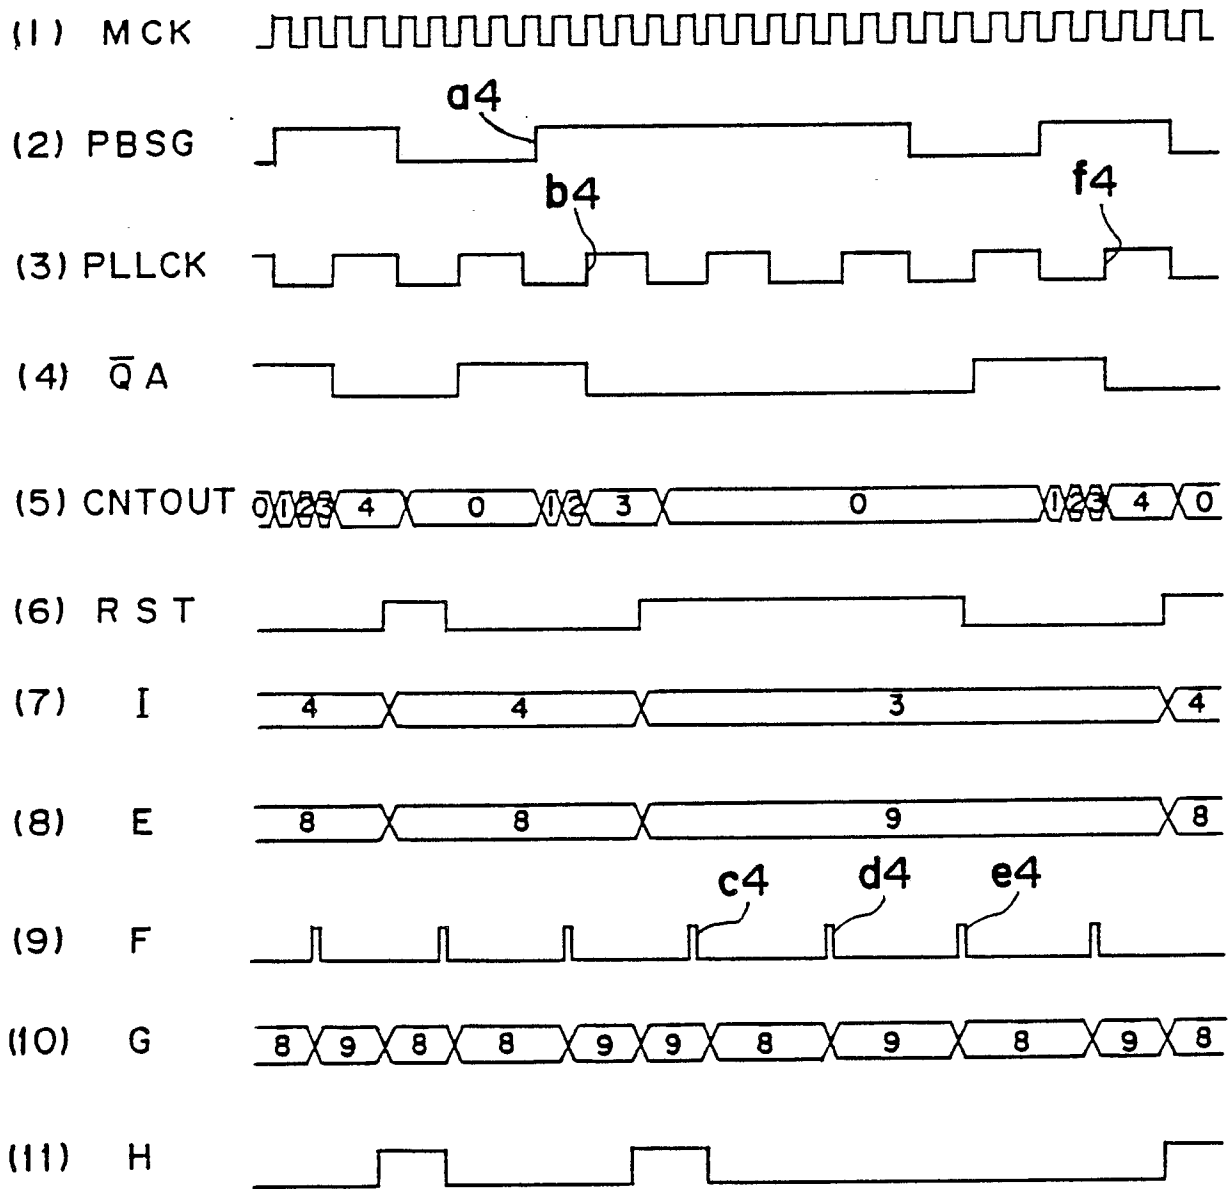 (1) MCK
a4
(2) PBSG
b4 f4
(3) PLLCK
(4) Q̅A
(5) CNTOUT 0 1 2 3 4 0 1 2 3 0 1 2 3 4 0
(6) RST
(7) I 4 4 3 4
(8) E 8 8 9 8
c4 d4 e4
(9) F
(10) G 8 9 8 8 9 9 8 9 8 9 8
(11) H